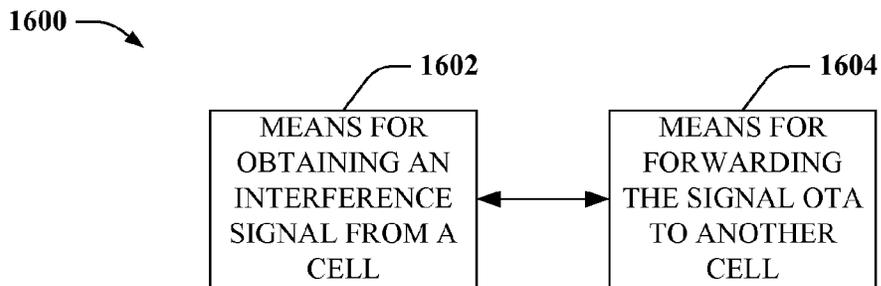 1600
1602
1604
MEANS FOR
OBTAINING AN
INTERFERENCE
SIGNAL FROM A
CELL
MEANS FOR
FORWARDING
THE SIGNAL OTA
TO ANOTHER
CELL